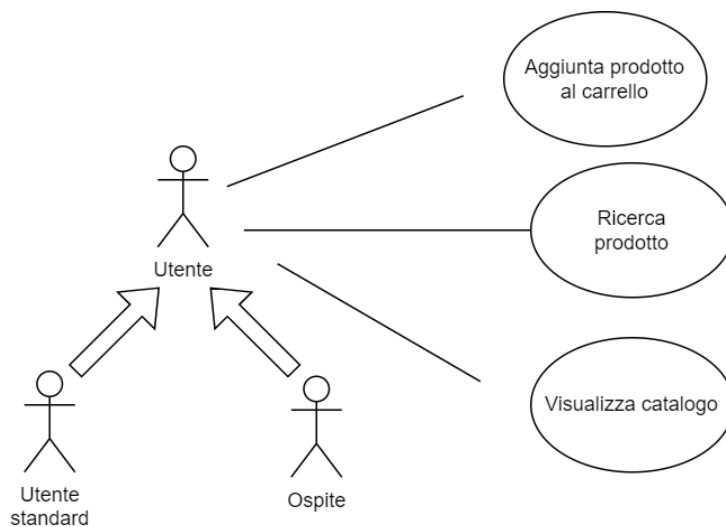 Aggiunta prodotto
al carrello
Ricerca
prodotto
Utente
Visualizza catalogo
Utente
standard
Ospite